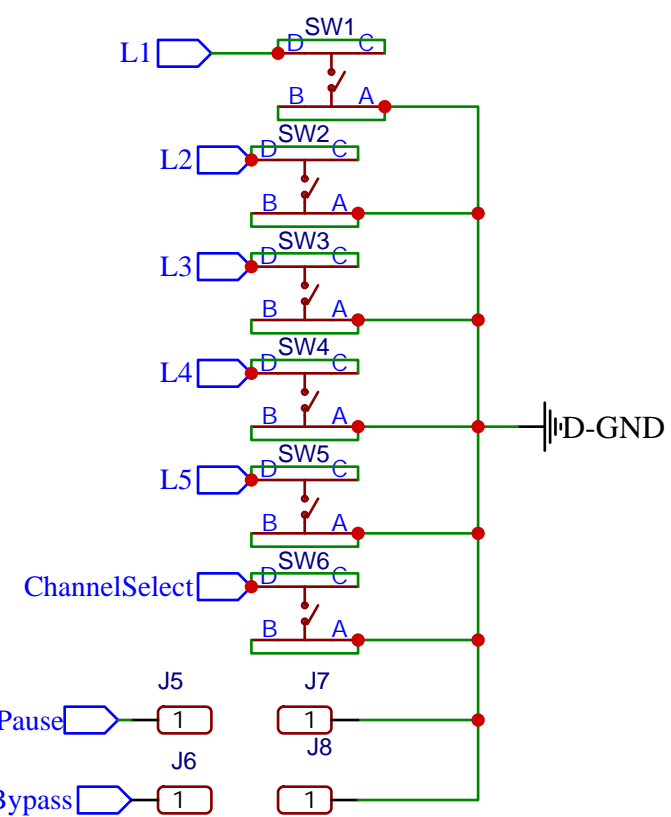 SW1
L1 D C
B A
SW2
L2 D C
B A
SW3
L3 D C
B A
SW4
L4 D C
B A
D-GND
SW5
L5 D C
B A
SW6
ChannelSelect D C
B A
J5 J7
Pause 1 1
J6 J8
Bypass 1 1